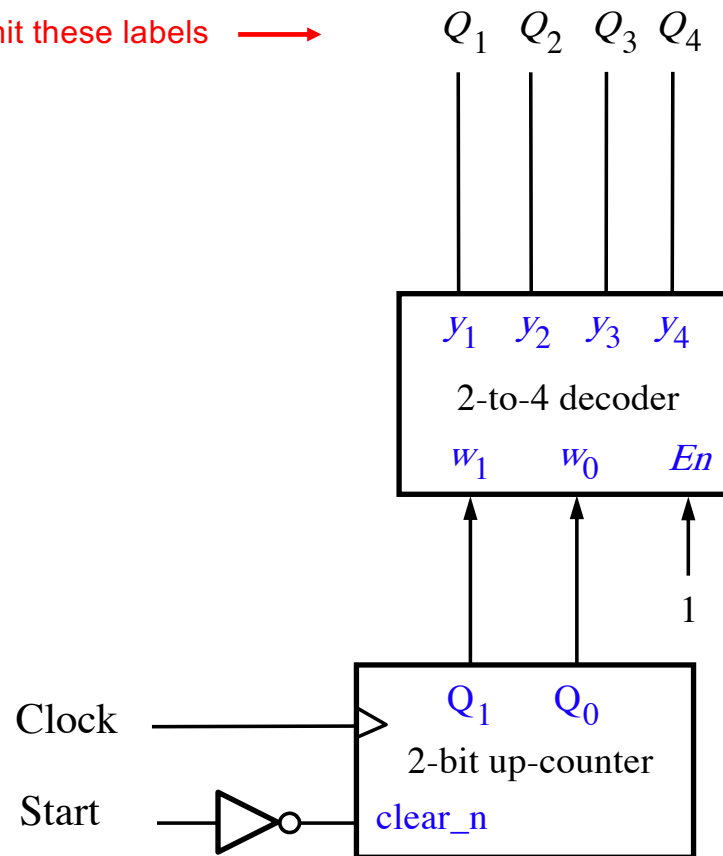 these labels
Q1 Q2 Q3 Q4
y1 y2 y3 y4
2-to-4 decoder
w1 w0 En
1
Q1 Q0
Clock
2-bit up-counter
Start
clear_n